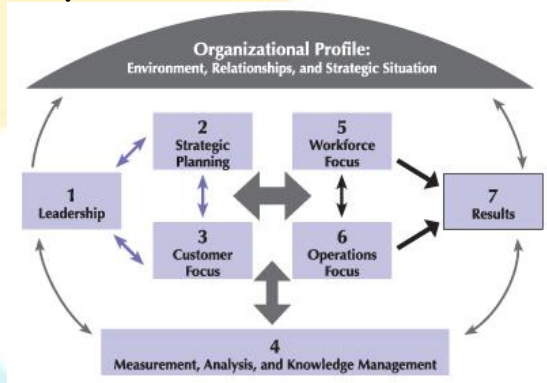 Organizational Profile:
Environment, Relationships, and Strategic Situation
2
Strategic
Planning
5
Workforce
Focus
1
Leadership
7
Results
3
Customer
Focus
6
Operations
Focus
4
Measurement, Analysis, and Knowledge Management